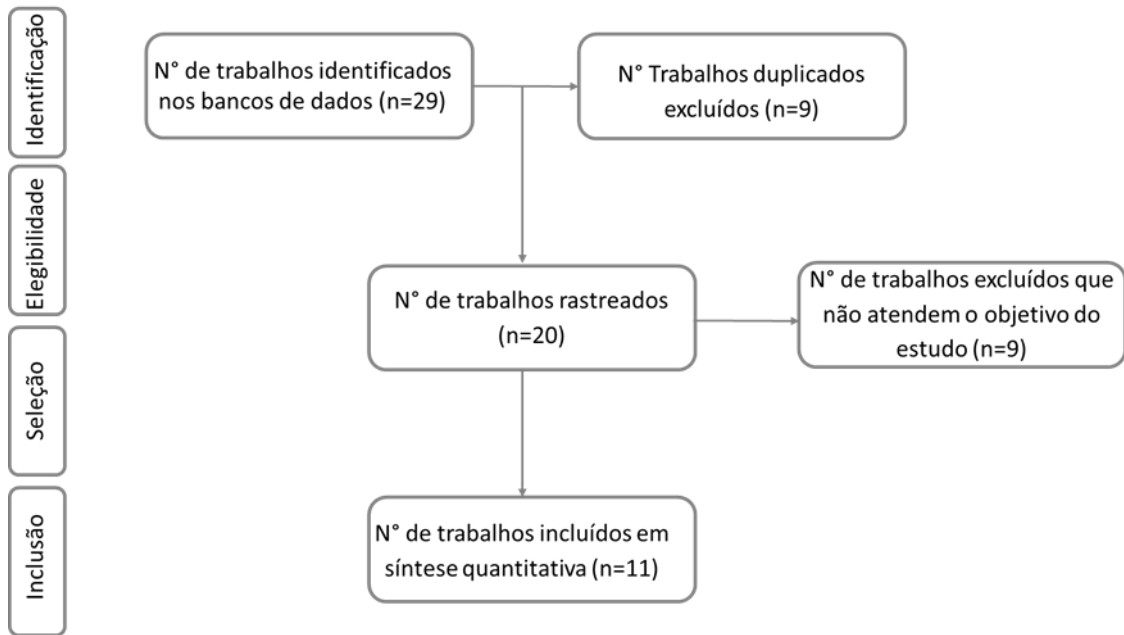 Identificação
N° de trabalhos identificados
nos bancos de dados (n=29)
N° Trabalhos duplicados
excluídos (n=9)
Elegibilidade
N° de trabalhos rastreados
(n=20)
N° de trabalhos excluídos que
não atendem o objetivo do
estudo (n=9)
Seleção
Inclusão
N° de trabalhos incluídos em
síntese quantitativa (n=11)